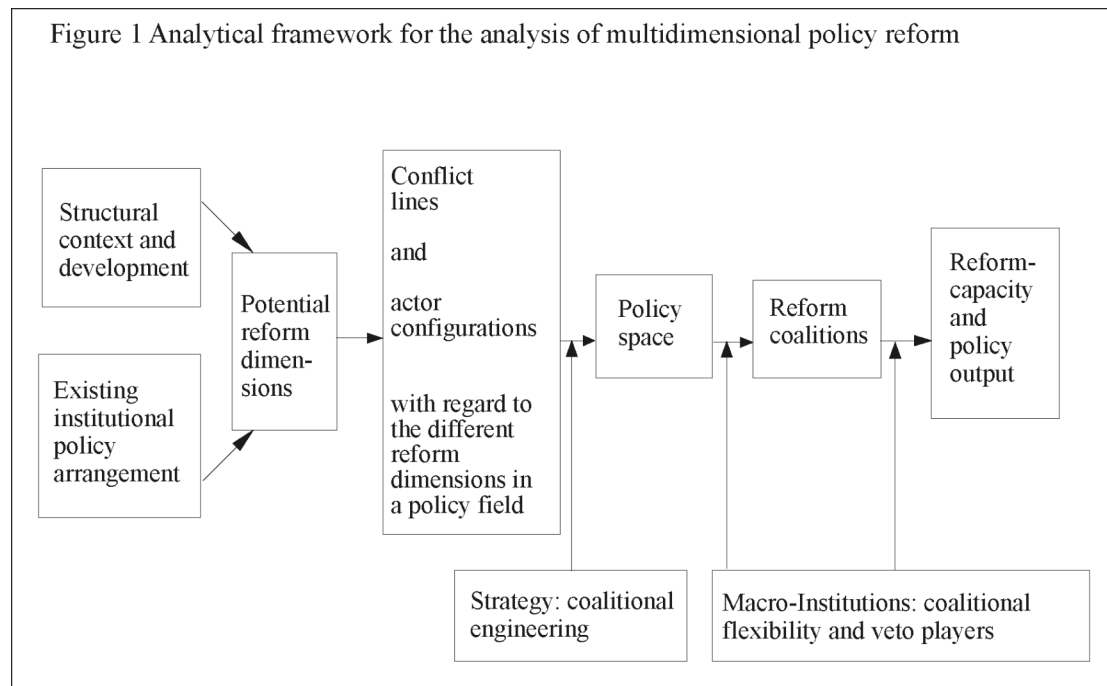 Figure 1 Analytical framework for the analysis of multidimensional policy reform
Structural
context and
development
Existing
institutional
policy
arrangement
Potential
reform
dimen-
sions
Conflict
lines
and
actor
configurations
with regard to
the different
reform
dimensions in
a policy field
Policy
space
Reform
coalitions
Reform-
capacity
and
policy
output
Strategy: coalitional
engineering
Macro-Institutions: coalitional
flexibility and veto players